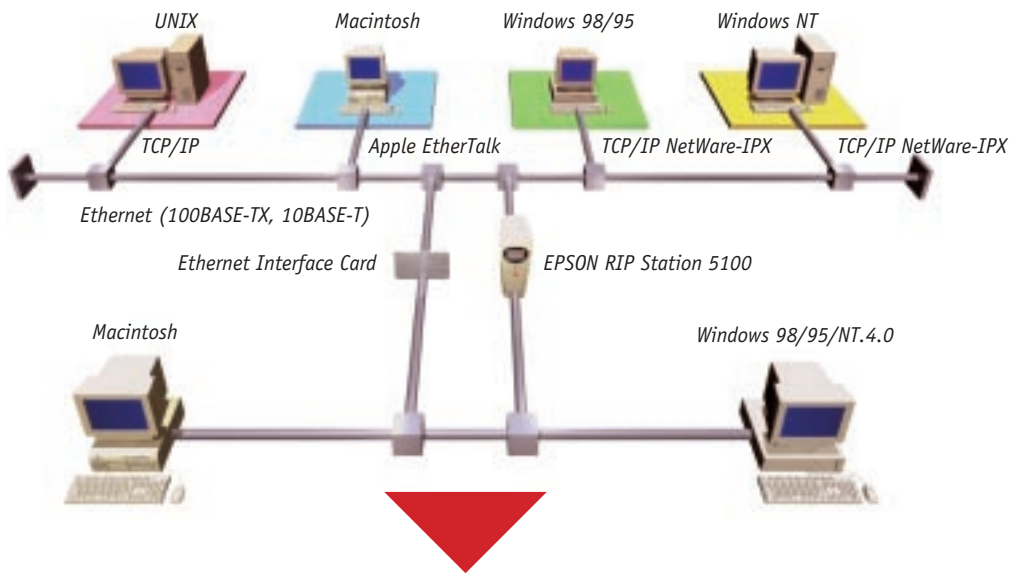 UNIX
Macintosh
Windows 98/95
Windows NT
TCP/IP
Apple EtherTalk
TCP/IP NetWare-IPX
TCP/IP NetWare-IPX
Ethernet (100BASE-TX, 10BASE-T)
Ethernet Interface Card
EPSON RIP Station 5100
Macintosh
Windows 98/95/NT.4.0